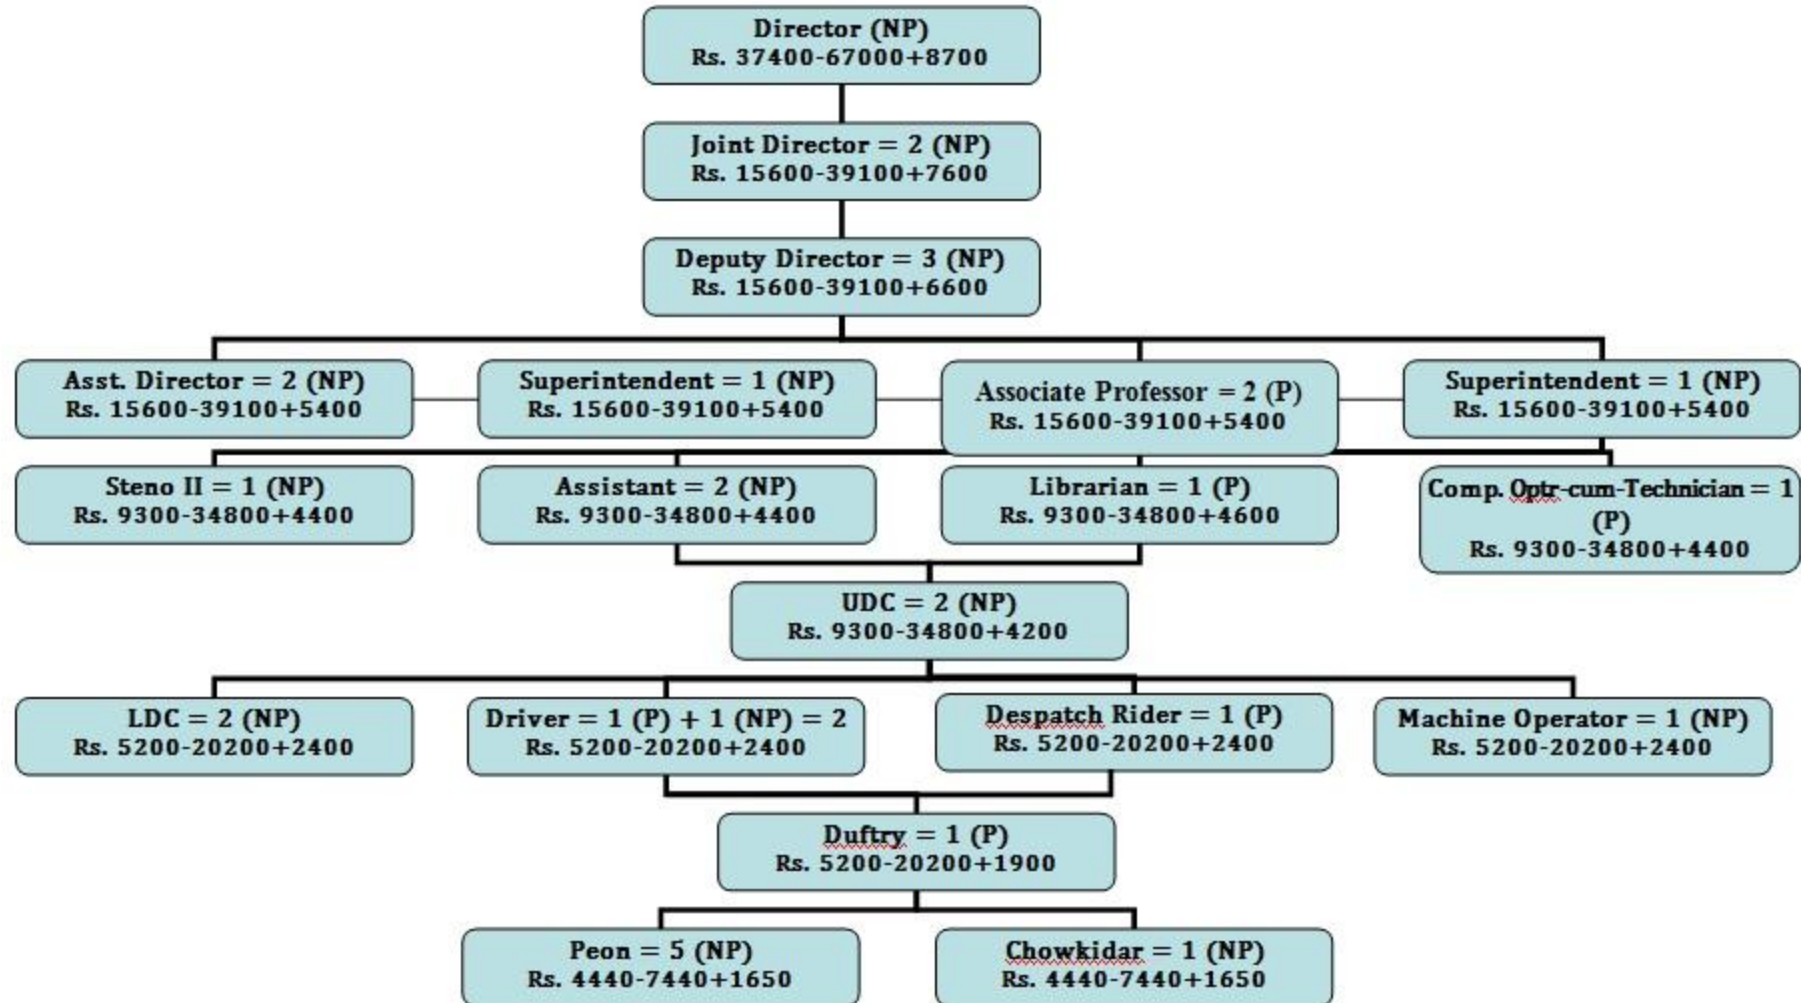 Director (NP)
Rs. 37400-67000+8700
Joint Director = 2 (NP)
Rs. 15600-39100+7600
Deputy Director = 3 (NP)
Rs. 15600-39100+6600
Asst. Director = 2 (NP)
Rs. 15600-39100+5400
Superintendent = 1 (NP)
Rs. 15600-39100+5400
Associate Professor = 2 (P)
Rs. 15600-39100+5400
Superintendent = 1 (NP)
Rs. 15600-39100+5400
Steno II = 1 (NP)
Rs. 9300-34800+4400
Assistant = 2 (NP)
Rs. 9300-34800+4400
Librarian = 1 (P)
Rs. 9300-34800+4600
Comp. Optr-cum-Technician = 1
(P)
Rs. 9300-34800+4400
UDC = 2 (NP)
Rs. 9300-34800+4200
LDC = 2 (NP)
Rs. 5200-20200+2400
Driver = 1 (P) + 1 (NP) = 2
Rs. 5200-20200+2400
Despatch Rider = 1 (P)
Rs. 5200-20200+2400
Machine Operator = 1 (NP)
Rs. 5200-20200+2400
Duftry = 1 (P)
Rs. 5200-20200+1900
Peon = 5 (NP)
Rs. 4440-7440+1650
Chowkidar = 1 (NP)
Rs. 4440-7440+1650